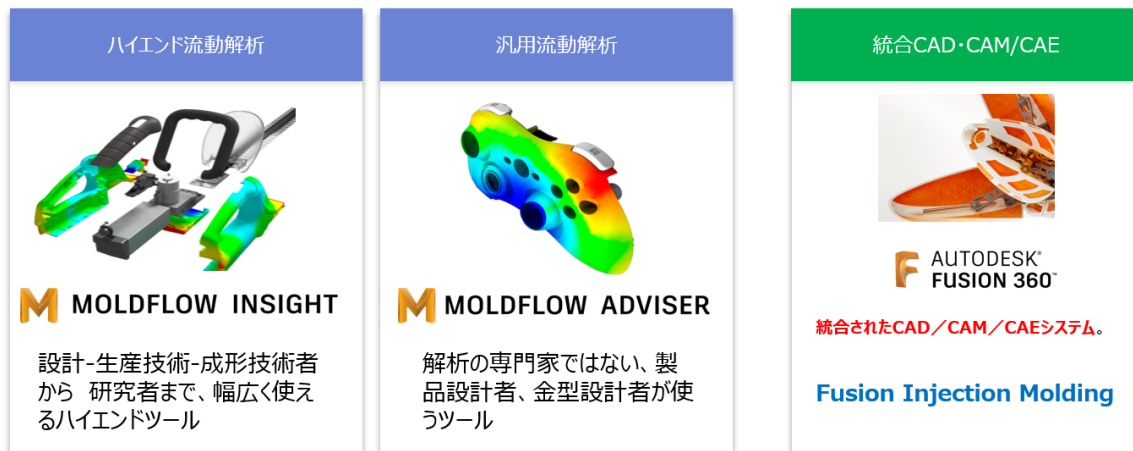 ハイエンド流動解析
MOLDFLOW INSIGHT
設計-生産技術-成形技術者
から 研究者まで、幅広く使え
るハイエンドツール
汎用流動解析
MOLDFLOW ADVISER
解析の専門家ではない、製
品設計者、金型設計者が使
うツール
統合CAD・CAM/CAE
AUTODESK®
FUSION 360™
統合されたCAD／CAM／CAEシステム。
Fusion Injection Molding